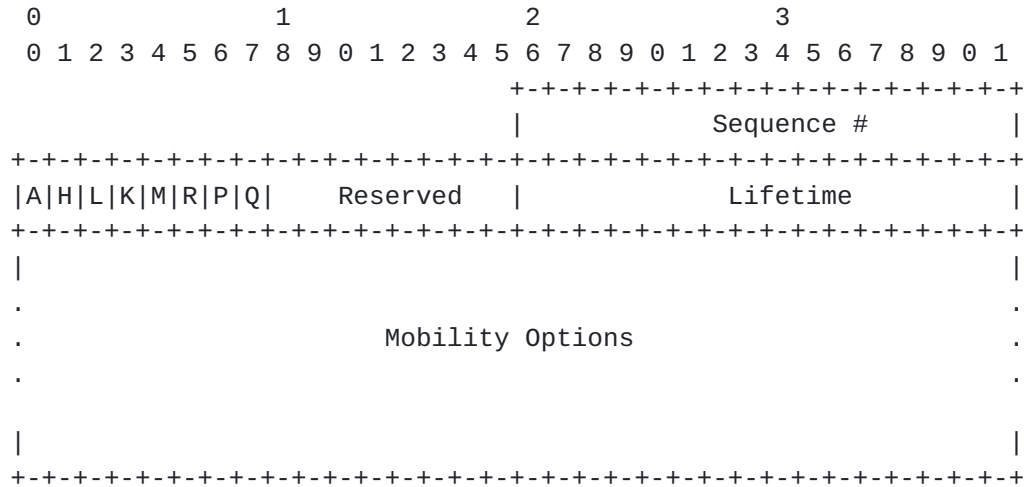 0                   1                   2                   3
0 1 2 3 4 5 6 7 8 9 0 1 2 3 4 5 6 7 8 9 0 1 2 3 4 5 6 7 8 9 0 1
+-+-+-+-+-+-+-+-+-+-+-+-+-+-+-+-+
|            Sequence #         |
+-+-+-+-+-+-+-+-+-+-+-+-+-+-+-+-+-+-+-+-+-+-+-+-+-+-+-+-+-+-+-+-+
|A|H|L|K|M|R|P|Q|    Reserved   |             Lifetime          |
+-+-+-+-+-+-+-+-+-+-+-+-+-+-+-+-+-+-+-+-+-+-+-+-+-+-+-+-+-+-+-+-+
|                                                               |
.                                                               .
.                       Mobility Options                        .
.                                                               .
|                                                               |
+-+-+-+-+-+-+-+-+-+-+-+-+-+-+-+-+-+-+-+-+-+-+-+-+-+-+-+-+-+-+-+-+